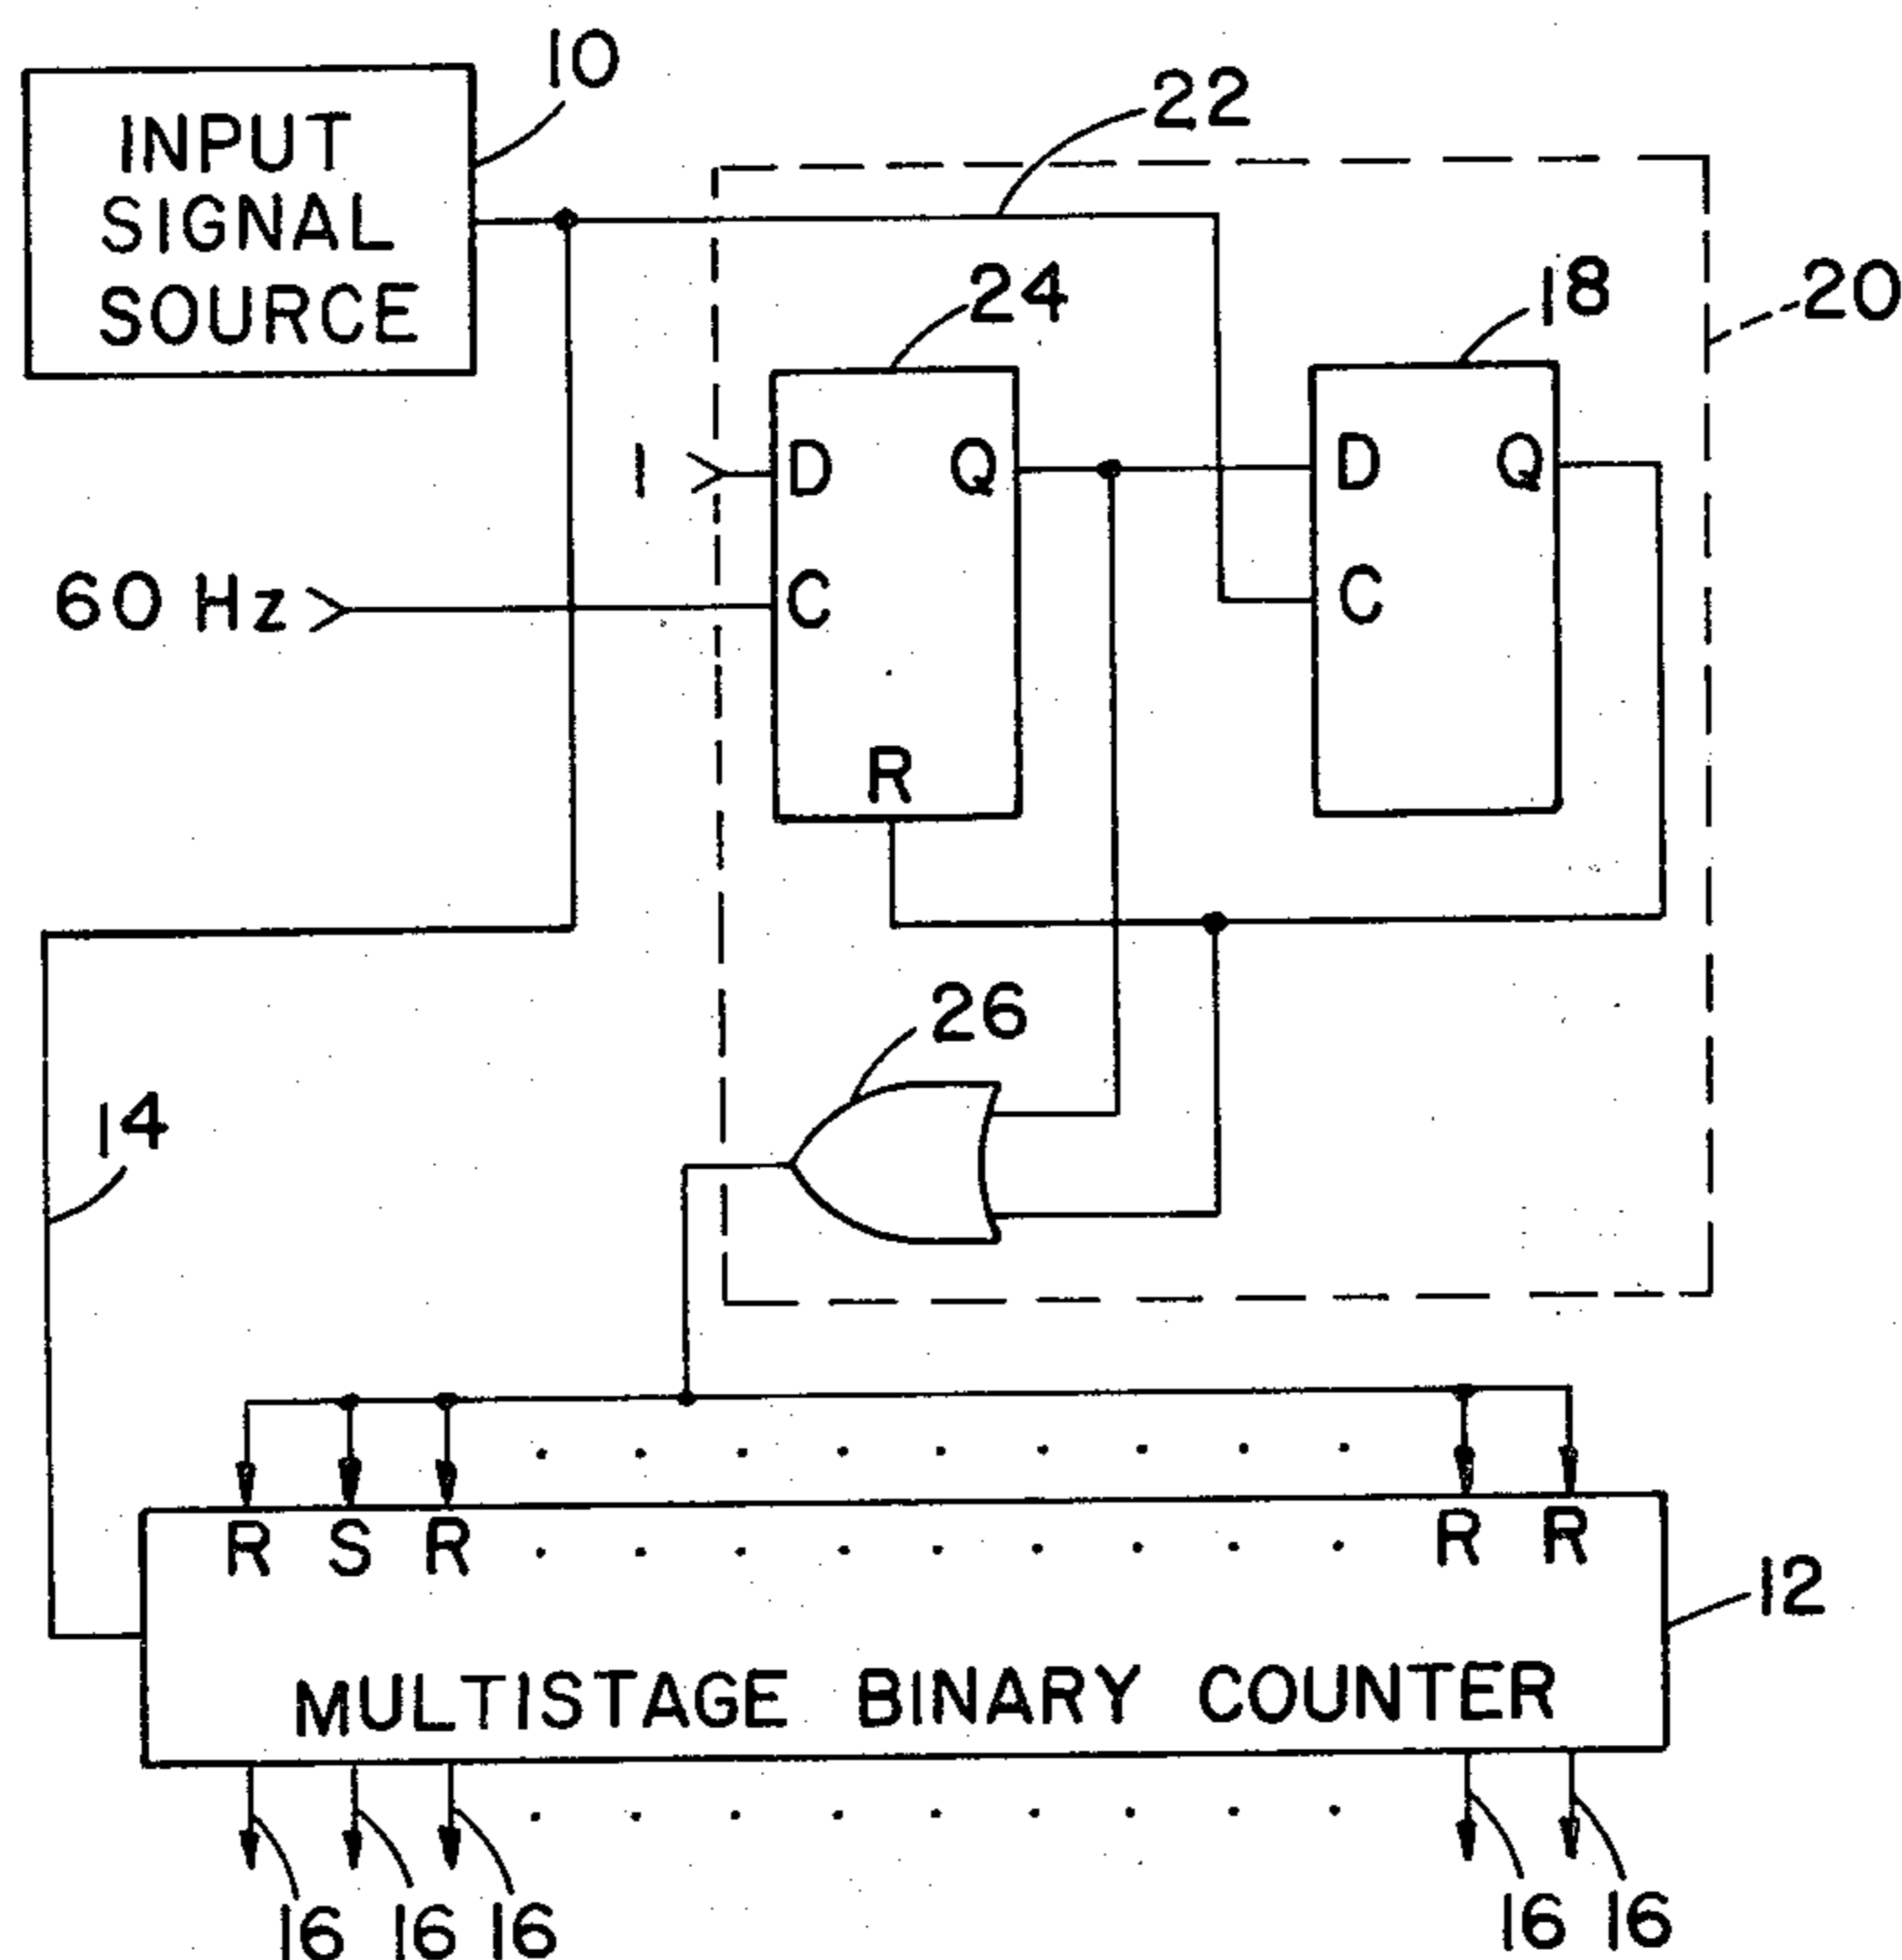 10
INPUT
SIGNAL
SOURCE
22
24
18
20
1
D Q
D Q
60 Hz
C
C
R
26
14
R S R R R
12
MULTISTAGE BINARY COUNTER
16 16 16 16 16